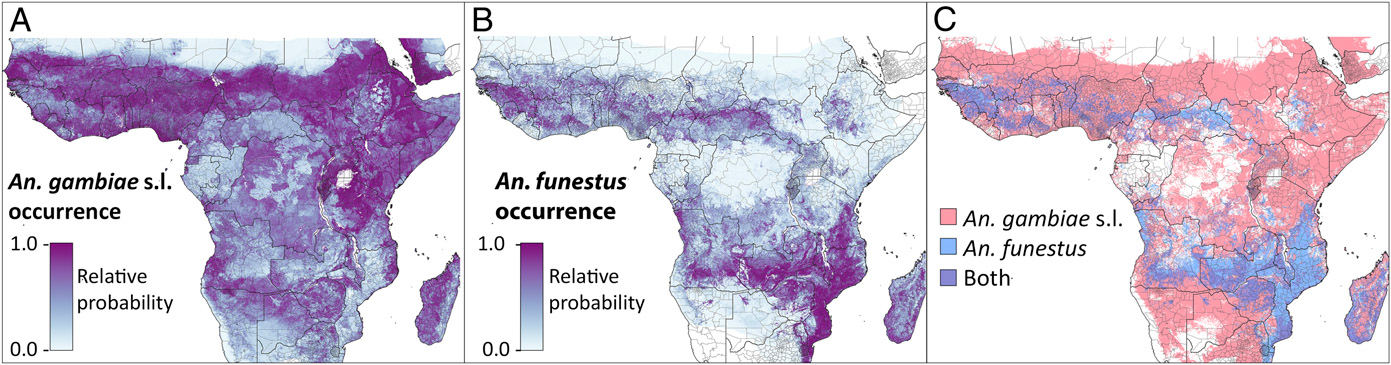 A
An. gambiae s.l.
occurrence
1.0
Relative
probability
0.0
B
An. funestus
occurrence
1.0
Relative
probability
0.0
C
An. gambiae s.l.
An. funestus
Both